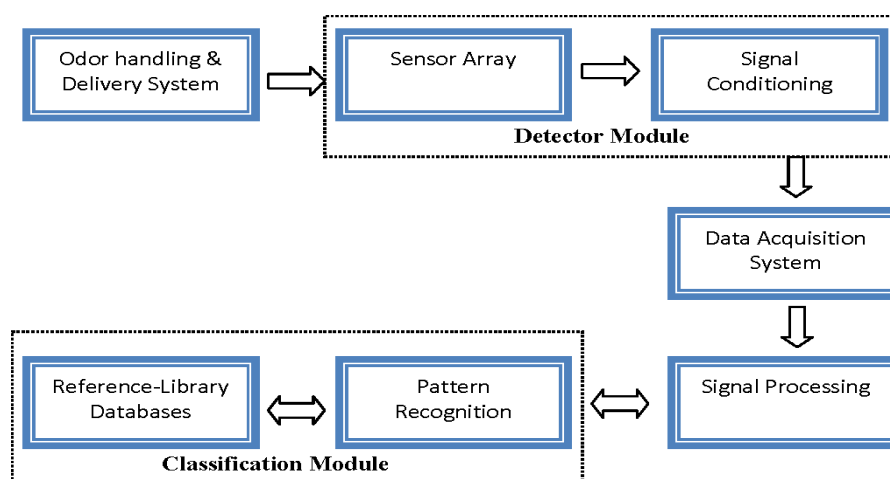 Odor handling &
Delivery System
Sensor Array
Signal
Conditioning
Detector Module
Data Acquisition
System
Reference-Library
Databases
Pattern
Recognition
Signal Processing
Classification Module